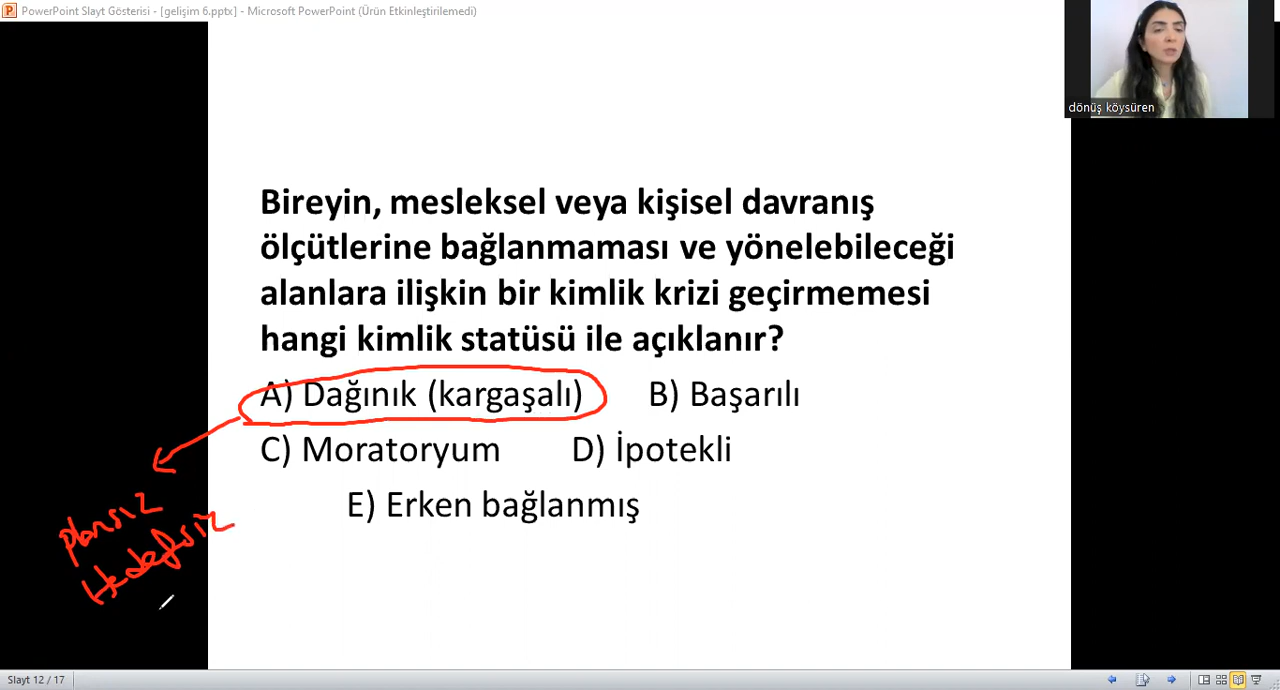 PowerPoint Slayt Gösterisi - [gelişim 6.pptx] - Microsoft PowerPoint (Ürün Etkinleştirilemedi)
dönüş köysüren
Bireyin, mesleksel veya kişisel davranış
ölçütlerine bağlanmaması ve yönelebileceği
alanlara ilişkin bir kimlik krizi geçirmemesi
hangi kimlik statüsü ile açıklanır?
A) Dağınık (kargaşalı) B) Başarılı
C) Moratoryum D) İpotekli
E) Erken bağlanmış
plansız
Hedefsiz
Slayt 12 / 17